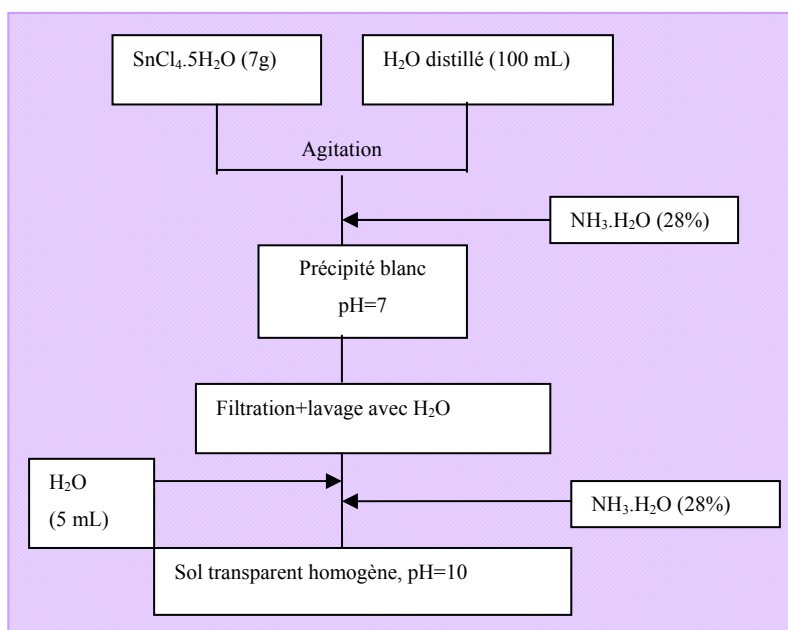 SnCl₄.5H₂O (7g)
H₂O distillé (100 mL)
Agitation
NH₃.H₂O (28%)
Précipité blanc
pH=7
Filtration+lavage avec H₂O
H₂O
(5 mL)
NH₃.H₂O (28%)
Sol transparent homogène, pH=10